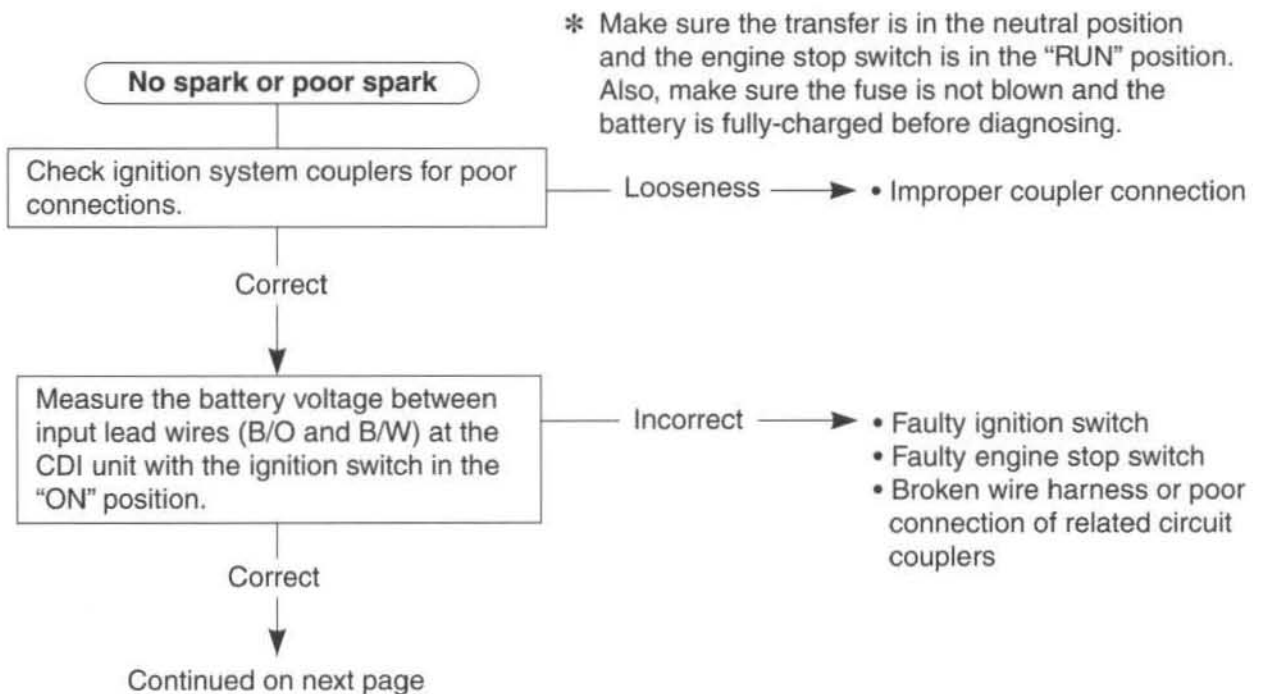 ✻ Make sure the transfer is in the neutral position
and the engine stop switch is in the “RUN” position.
Also, make sure the fuse is not blown and the
battery is fully-charged before diagnosing.
No spark or poor spark
Check ignition system couplers for poor
connections.
Looseness
• Improper coupler connection
Correct
Measure the battery voltage between
input lead wires (B/O and B/W) at the
CDI unit with the ignition switch in the
“ON” position.
Incorrect
• Faulty ignition switch
• Faulty engine stop switch
• Broken wire harness or poor
connection of related circuit
couplers
Correct
Continued on next page